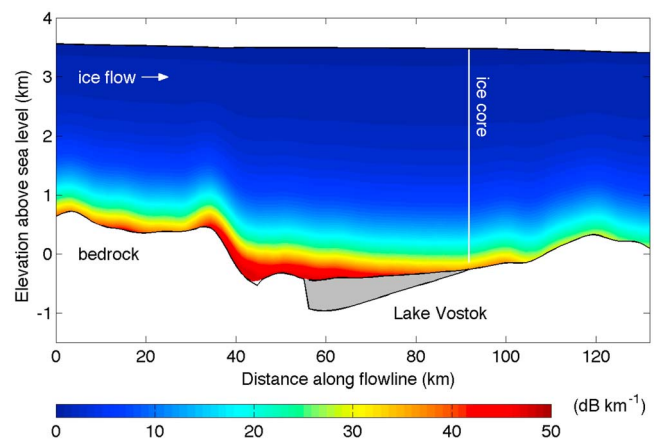 4
3
2
1
0
-1
Elevation above sea level (km)
ice flow
ice core
bedrock
Lake Vostok
0 20 40 60 80 100 120
Distance along flowline (km)
0 10 20 30 40 50
(dB km⁻¹)